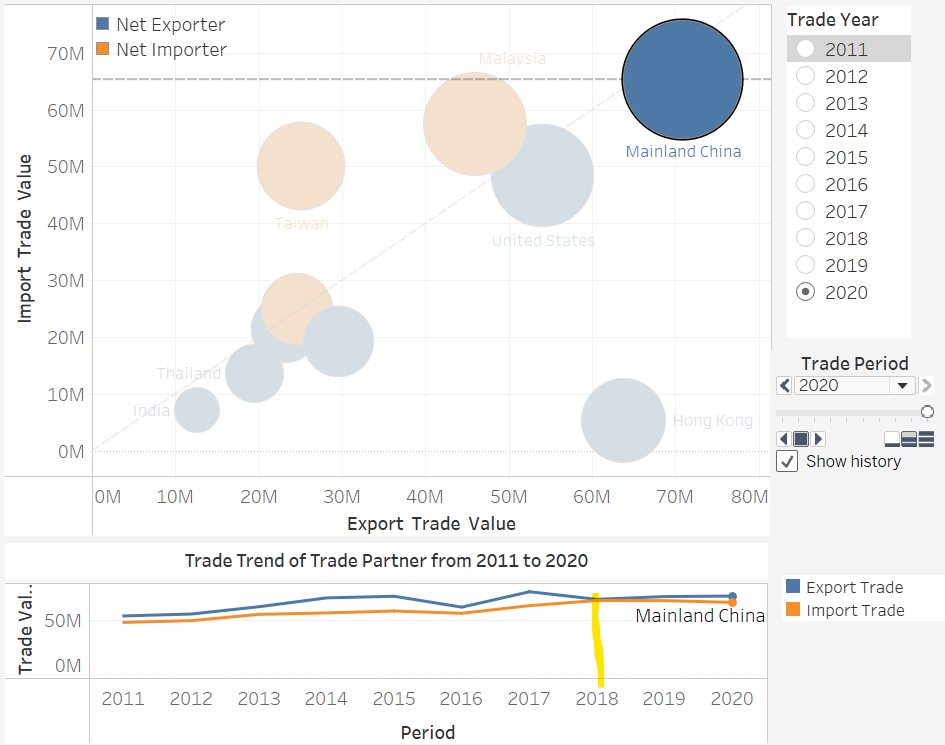 Net Exporter
Net Importer
Malaysia
Mainland China
Taiwan
United States
Thailand
India
Hong Kong
Import Trade Value
70M
60M
50M
40M
30M
20M
10M
0M
0M 10M 20M 30M 40M 50M 60M 70M 80M
Export Trade Value
Trade Year
2011
2012
2013
2014
2015
2016
2017
2018
2019
2020
Trade Period
2020
Show history
Trade Trend of Trade Partner from 2011 to 2020
Trade Val..
50M
0M
Mainland China
2011 2012 2013 2014 2015 2016 2017 2018 2019 2020
Period
Export Trade
Import Trade